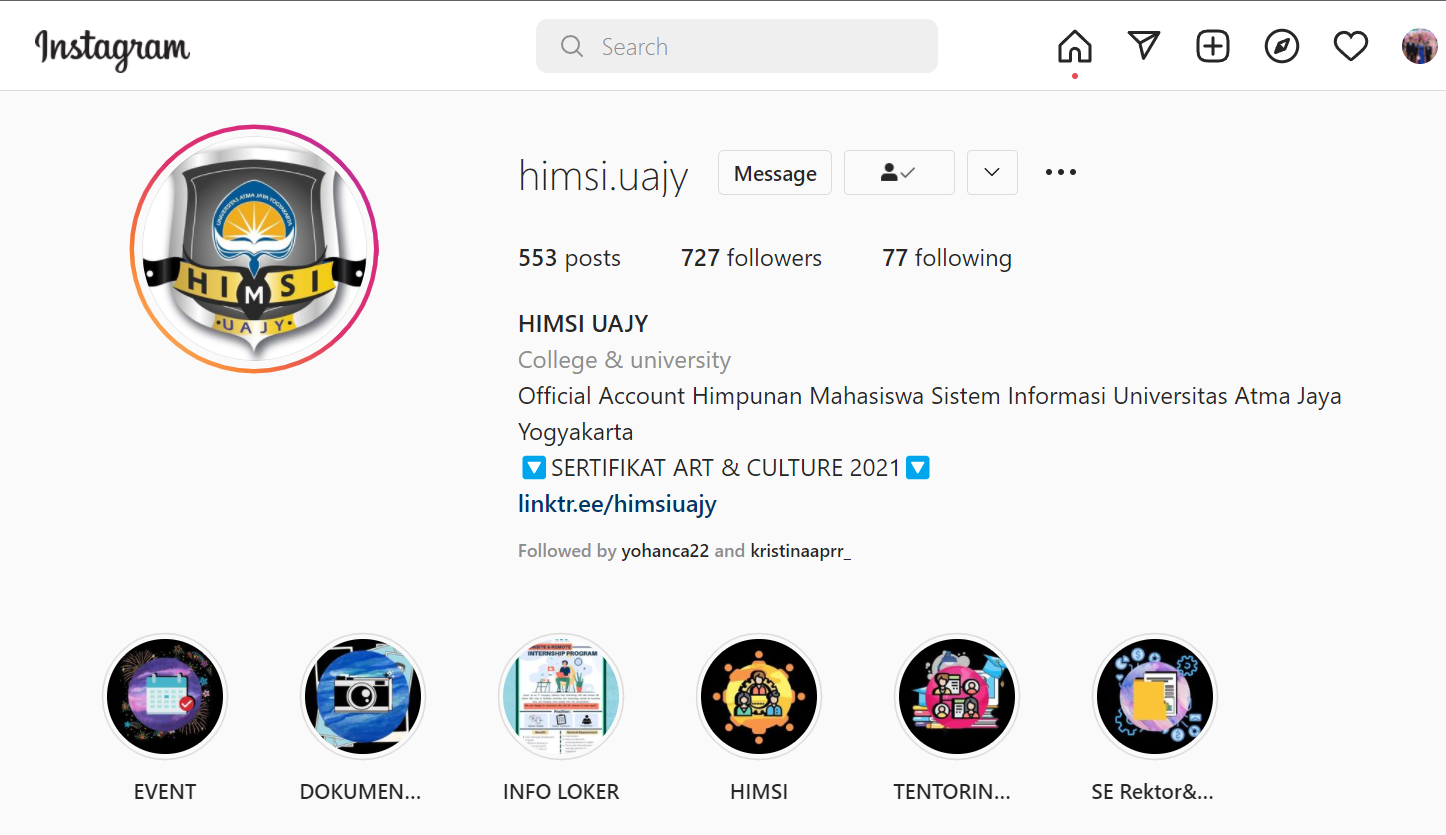 Instagram
Search
UNIVERSITAS ATMA JAYA YOGYAKARTA
HIMSI
UAJY
himsi.uajy
Message
553 posts 727 followers 77 following
HIMSI UAJY
College & university
Official Account Himpunan Mahasiswa Sistem Informasi Universitas Atma Jaya
Yogyakarta
🔽SERTIFIKAT ART & CULTURE 2021🔽
linktr.ee/himsiuajy
Followed by yohanca22 and kristinaaprr_
INTERNSHIP PROGRAM
EVENT
DOKUMEN...
INFO LOKER
HIMSI
TENTORIN...
SE Rektor&...